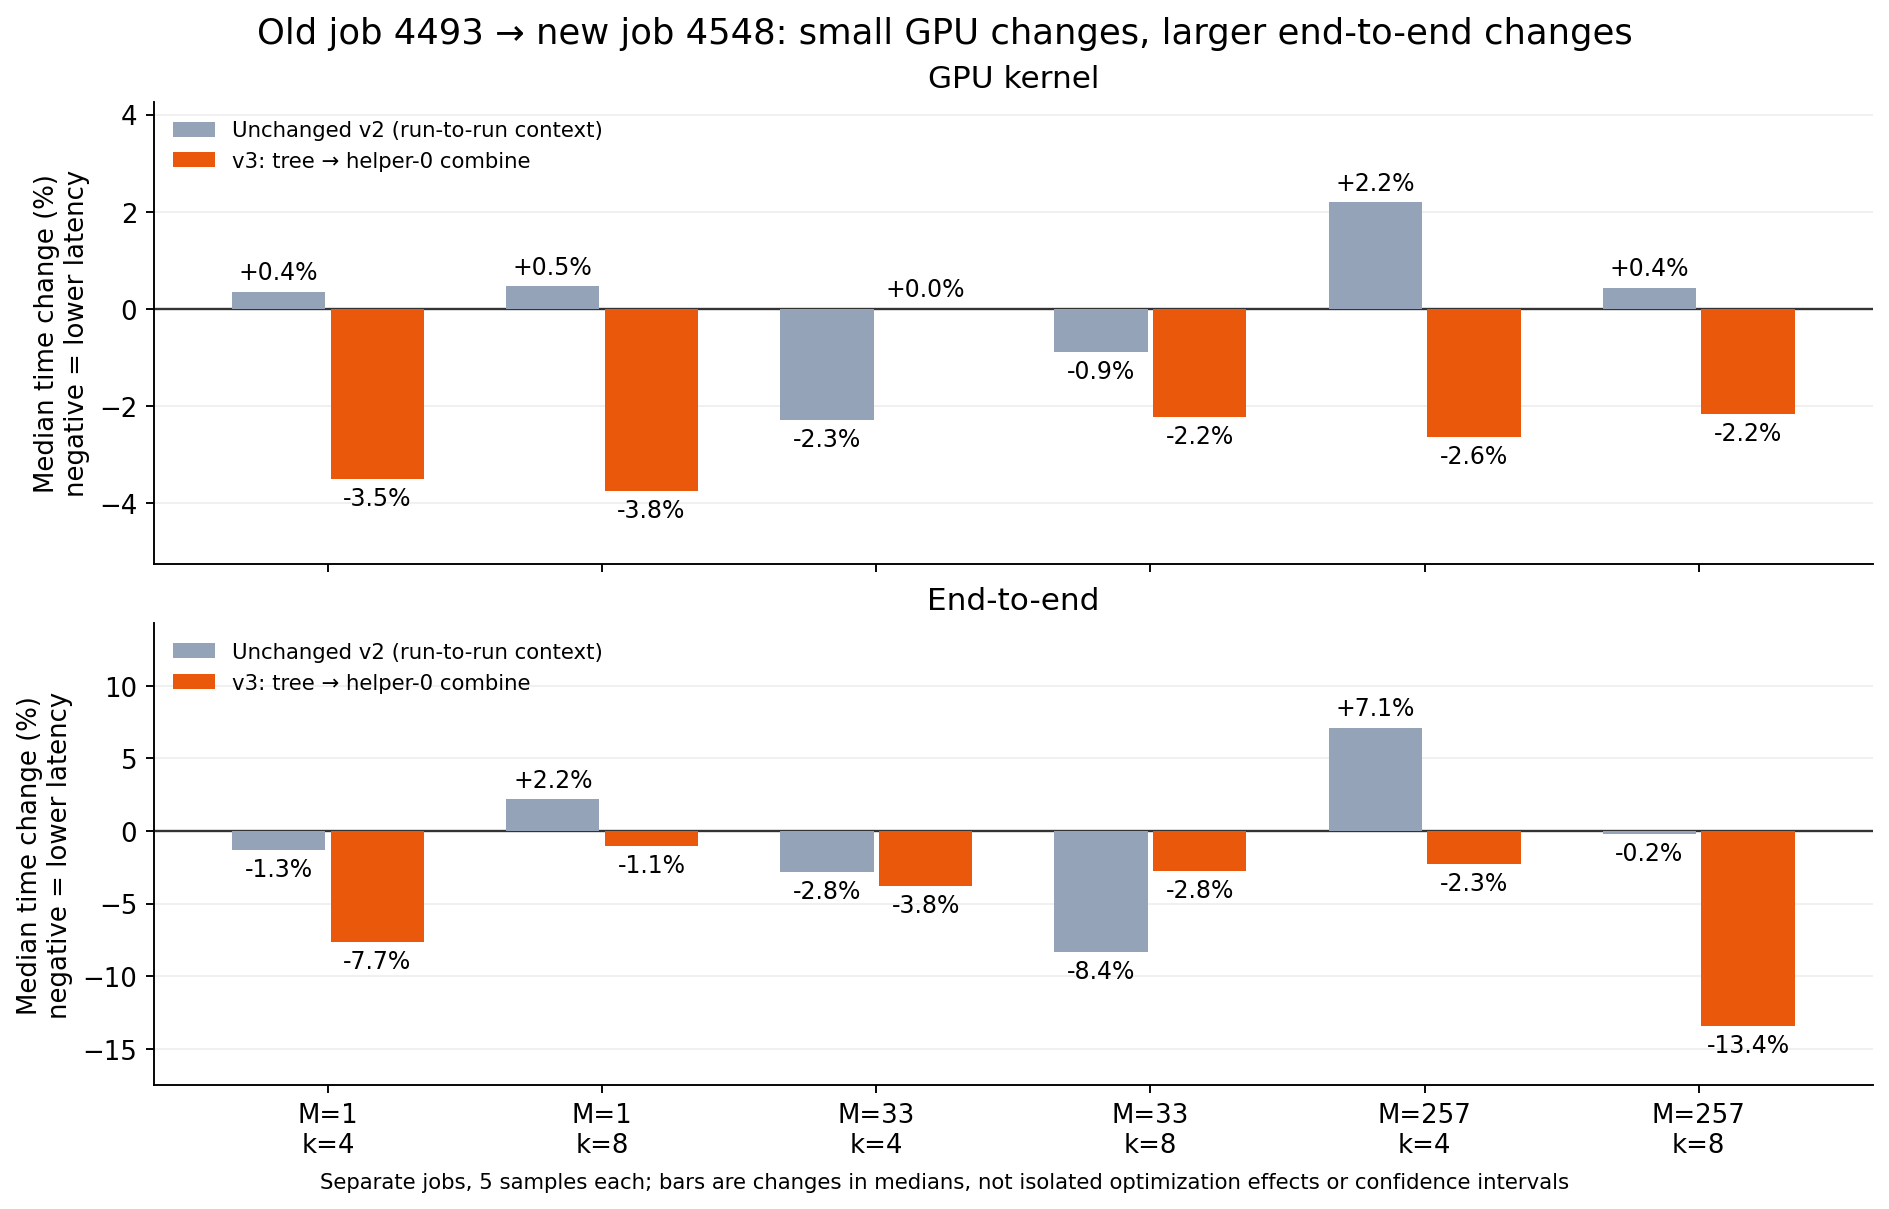 Old job 4493 → new job 4548: small GPU changes, larger end-to-end changes
GPU kernel
Median time change (%)
negative = lower latency
4
2
0
−2
−4
Unchanged v2 (run-to-run context)
v3: tree → helper-0 combine
+0.4%
-3.5%
+0.5%
-3.8%
-2.3%
+0.0%
-0.9%
-2.2%
+2.2%
-2.6%
+0.4%
-2.2%
End-to-end
Median time change (%)
negative = lower latency
10
5
0
−5
−10
−15
Unchanged v2 (run-to-run context)
v3: tree → helper-0 combine
-1.3%
-7.7%
+2.2%
-1.1%
-2.8%
-3.8%
-8.4%
-2.8%
+7.1%
-2.3%
-0.2%
-13.4%
M=1
k=4
M=1
k=8
M=33
k=4
M=33
k=8
M=257
k=4
M=257
k=8
Separate jobs, 5 samples each; bars are changes in medians, not isolated optimization effects or confidence intervals